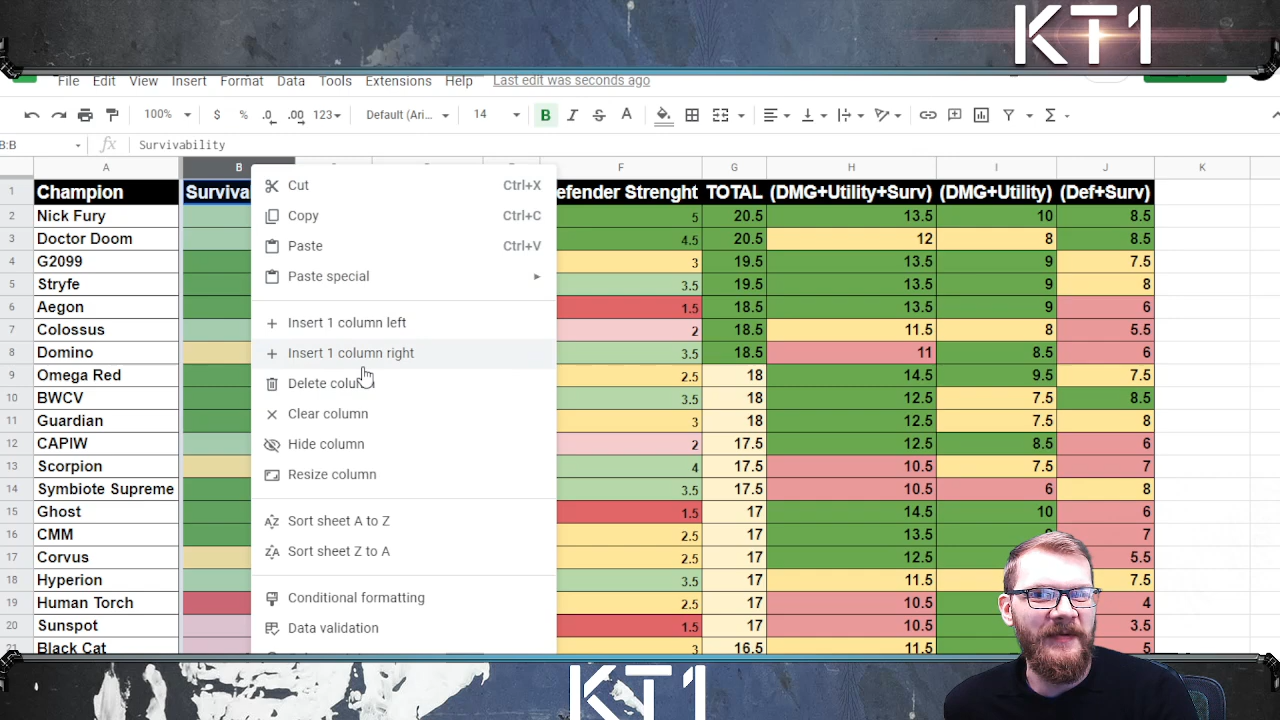 KT1
File Edit View Insert Format Data Tools Extensions Help Last edit was seconds ago
100% $ % .0 .00 123 Default (Ari... 14 B I S A Σ
B:B fx Survivability
A B F G H I J K
1 Champion Surviva efender Strenght TOTAL (DMG+Utility+Surv) (DMG+Utility) (Def+Surv)
2 Nick Fury 5 20.5 13.5 10 8.5
3 Doctor Doom 4.5 20.5 12 8 8.5
4 G2099 3 19.5 13.5 9 7.5
5 Stryfe 3.5 19.5 13.5 9 8
6 Aegon 1.5 18.5 13.5 9 6
7 Colossus 2 18.5 11.5 8 5.5
8 Domino 3.5 18.5 11 8.5 6
9 Omega Red 2.5 18 14.5 9.5 7.5
10 BWCV 3.5 18 12.5 7.5 8.5
11 Guardian 3 18 12.5 7.5 8
12 CAPIW 2 17.5 12.5 8.5 6
13 Scorpion 4 17.5 10.5 7.5 7
14 Symbiote Supreme 3.5 17.5 10.5 6 8
15 Ghost 1.5 17 14.5 10 6
16 CMM 2.5 17 13.5 7
17 Corvus 2.5 17 12.5 5.5
18 Hyperion 3.5 17 11.5 7.5
19 Human Torch 2.5 17 10.5 4
20 Sunspot 1.5 17 10.5 3.5
21 Black Cat 3 16.5 11.5 5
Cut Ctrl+X
Copy Ctrl+C
Paste Ctrl+V
Paste special
Insert 1 column left
Insert 1 column right
Delete column
Clear column
Hide column
Resize column
Sort sheet A to Z
Sort sheet Z to A
Conditional formatting
Data validation
KT1